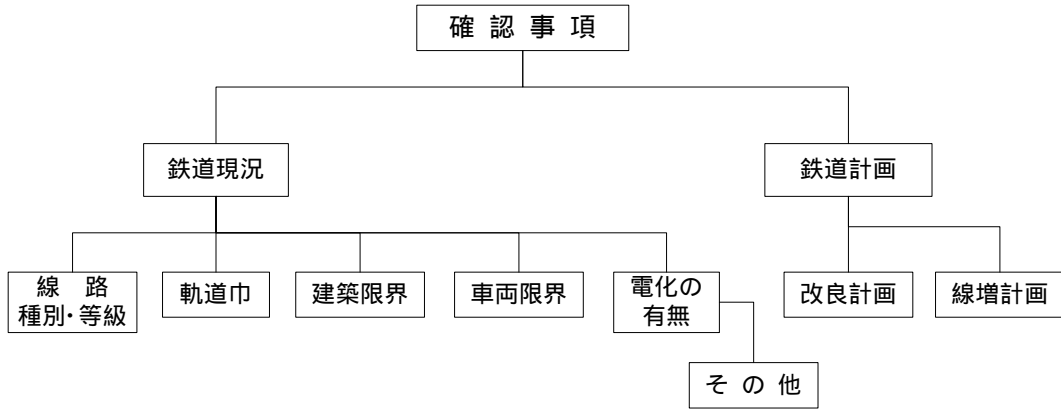 確 認 事 項
鉄道現況
鉄道計画
線　路
種別・等級
軌道巾
建築限界
車両限界
電化の
有無
改良計画
線増計画
そ の 他